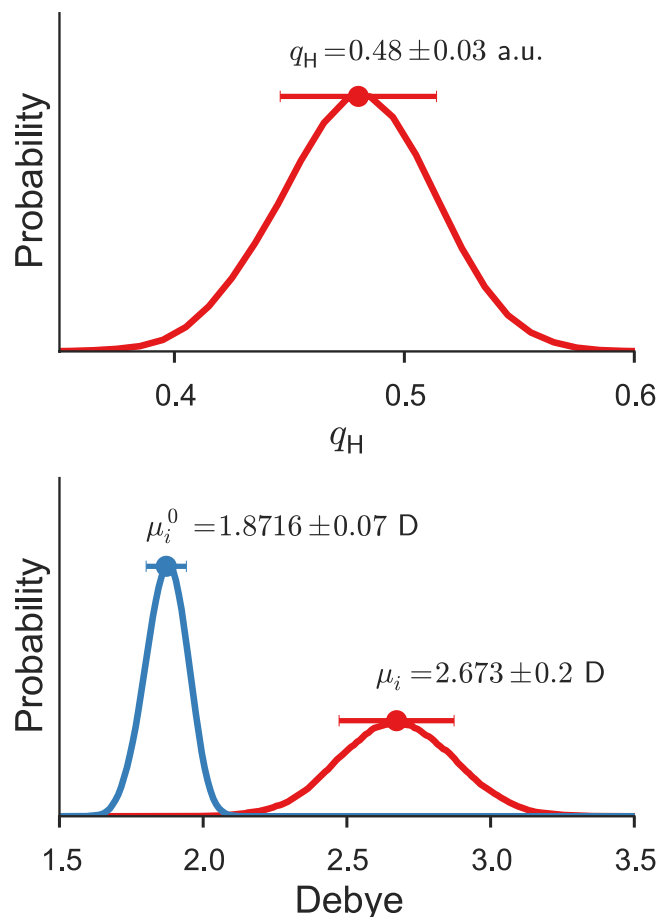 q_H=0.48±0.03 a.u.
Probability
0.4 0.5 0.6
q_H
μ_i^0=1.8716±0.07 D
Probability
μ_i=2.673±0.2 D
1.5 2.0 2.5 3.0 3.5
Debye